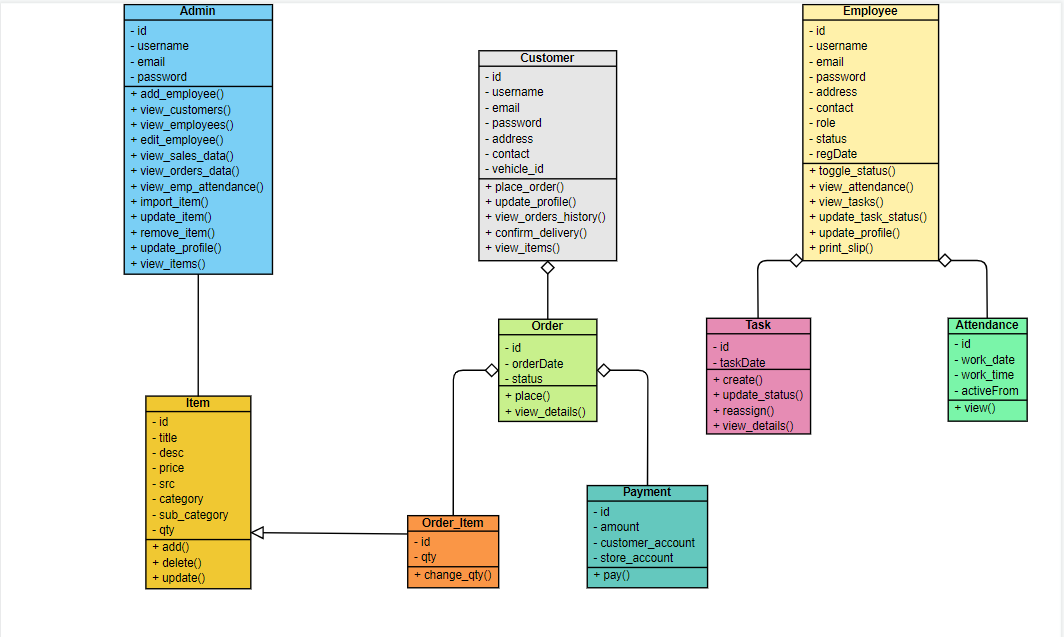 Admin
- id
- username
- email
- password
+ add_employee()
+ view_customers()
+ view_employees()
+ edit_employee()
+ view_sales_data()
+ view_orders_data()
+ view_emp_attendance()
+ import_item()
+ update_item()
+ remove_item()
+ update_profile()
+ view_items()
Customer
- id
- username
- email
- password
- address
- contact
- vehicle_id
+ place_order()
+ update_profile()
+ view_orders_history()
+ confirm_delivery()
+ view_items()
Employee
- id
- username
- email
- password
- address
- contact
- role
- status
- regDate
+ toggle_status()
+ view_attendance()
+ view_tasks()
+ update_task_status()
+ update_profile()
+ print_slip()
Order
- id
- orderDate
- status
+ place()
+ view_details()
Task
- id
- taskDate
+ create()
+ update_status()
+ reassign()
+ view_details()
Attendance
- id
- work_date
- work_time
- activeFrom
+ view()
Item
- id
- title
- desc
- price
- src
- category
- sub_category
- qty
+ add()
+ delete()
+ update()
Order_Item
- id
- qty
+ change_qty()
Payment
- id
- amount
- customer_account
- store_account
+ pay()